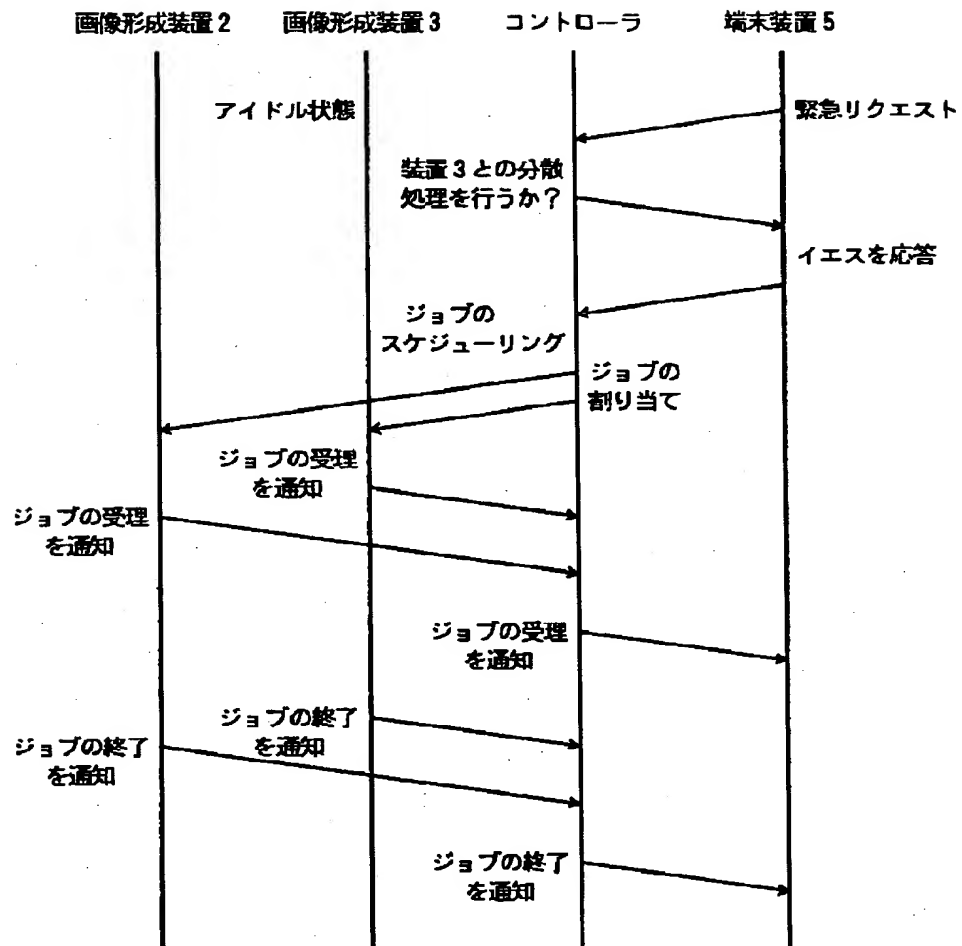 画像形成装置2
画像形成装置3
コントローラ
端末装置5
アイドル状態
緊急リクエスト
装置3との分散
処理を行うか？
イエスを応答
ジョブの
スケジューリング
ジョブの
割り当て
ジョブの受理
を通知
ジョブの受理
を通知
ジョブの受理
を通知
ジョブの終了
を通知
ジョブの終了
を通知
ジョブの終了
を通知